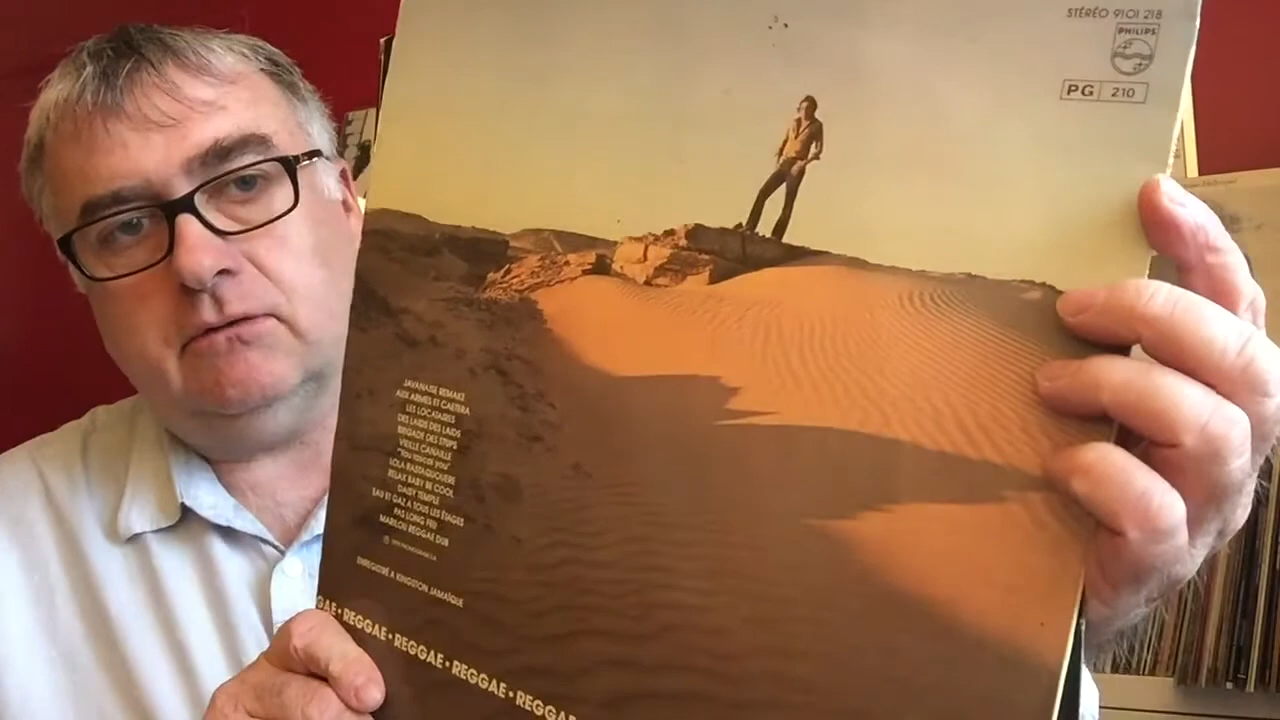 STÉRÉO 9101 218
PHILIPS
PG 210
JAVANAISE REMAKE
AUX ARMES ET CAETERA
LES LOCATAIRES
DES LAIDS DES LAIDS
BRIGADE DES STUPS
VIEILLE CANAILLE
"You rascal you"
LOLA RASTAQUOUERE
RELAX BABY BE COOL
DAISY TEMPLE
EAU ET GAZ A TOUS LES ÉTAGES
PAS LONG FEU
MARILOU REGGAE DUB
ENREGISTRÉ A KINGSTON JAMAÏQUE
GAE • REGGAE • REGGAE • REGGAE • REGGAE